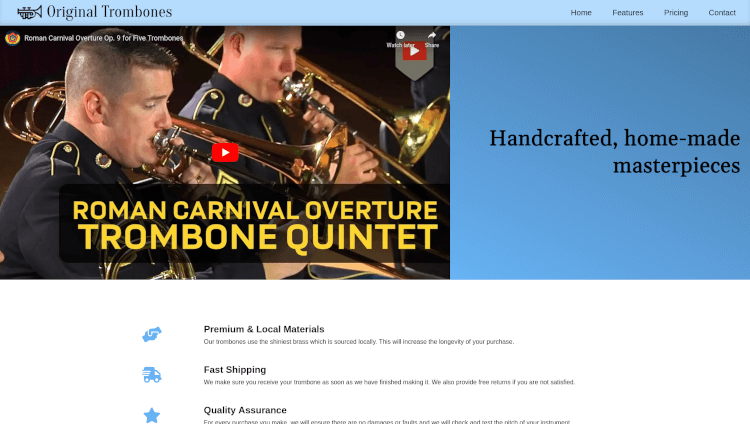 Original Trombones
Home Features Pricing Contact
Roman Carnival Overture Op. 9 for Five Trombones
Watch later Share
ROMAN CARNIVAL OVERTURE
TROMBONE QUINTET
Handcrafted, home-made
masterpieces
Premium & Local Materials
Our trombones use the shiniest brass which is sourced locally. This will increase the longevity of your purchase.
Fast Shipping
We make sure you receive your trombone as soon as we have finished making it. We also provide free returns if you are not satisfied.
Quality Assurance
For every purchase you make, we will ensure there are no damages or faults and we will check and test the pitch of your instrument.